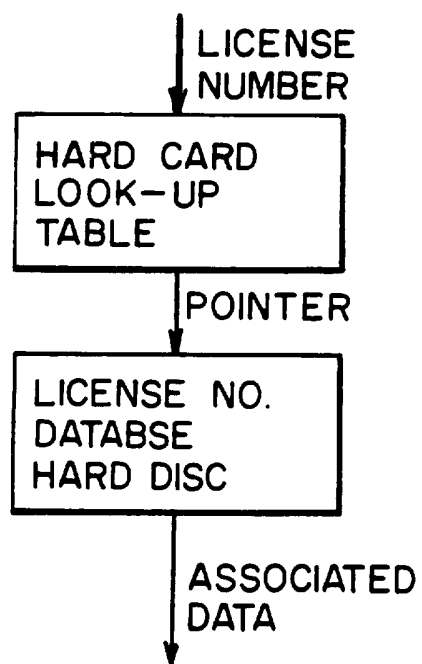 LICENSE
NUMBER
HARD CARD
LOOK-UP
TABLE
POINTER
LICENSE NO.
DATABSE
HARD DISC
ASSOCIATED
DATA